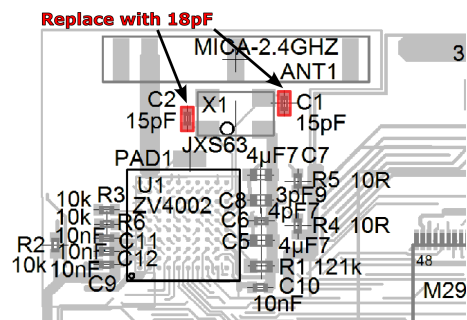 Replace with 18pF
MICA-2.4GHZ
ANT1
3
C2
X1
C1
15pF
15pF
JXS63
PAD1
4µF7 C7
U1
R5 10R
ZV4002
C8
3pF9
10k R3
10k R6
C6
4pF7
R4 10R
10nF C11
C5
R2
4µF7
10nF C12
48
10k 10nF
R1 121k
C9
C10
M29
10nF